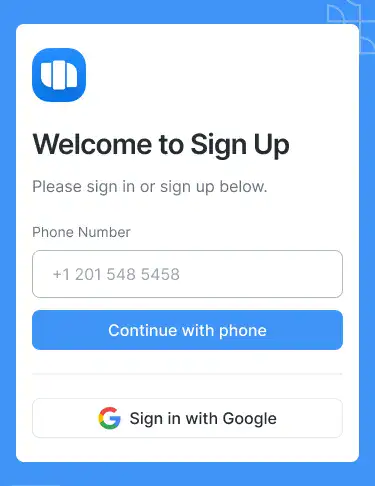 Welcome to Sign Up
Please sign in or sign up below.
Phone Number
+1 201 548 5458
Continue with phone
Sign in with Google